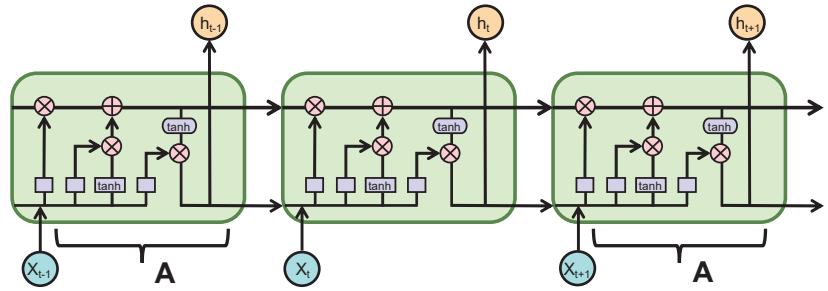 h_{t-1} h_t h_{t+1}
tanh tanh tanh
tanh tanh tanh
X_{t-1} X_t X_{t+1}
A A